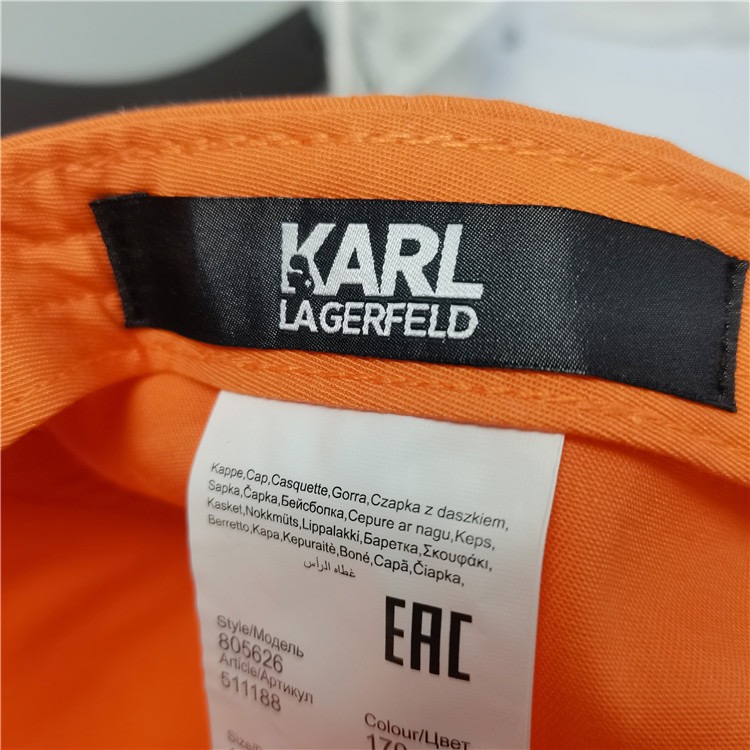 KARL
LAGERFELD
Kappe,Cap,Casquette,Gorra,Czapka z daszkiem,
Sapka,Čapka,Бейсболка,Cepure ar nagu,Keps,
Kasket,Nokkmüts,Lippalakki,Баретка,Σκουφάκι,
Berretto,Kapa,Kepuraitė,Boné,Capă,Čiapka,
غطاء الرأس
EAC
Style/Модель
805626
Article/Артикул
511188
Colour/Цвет
170